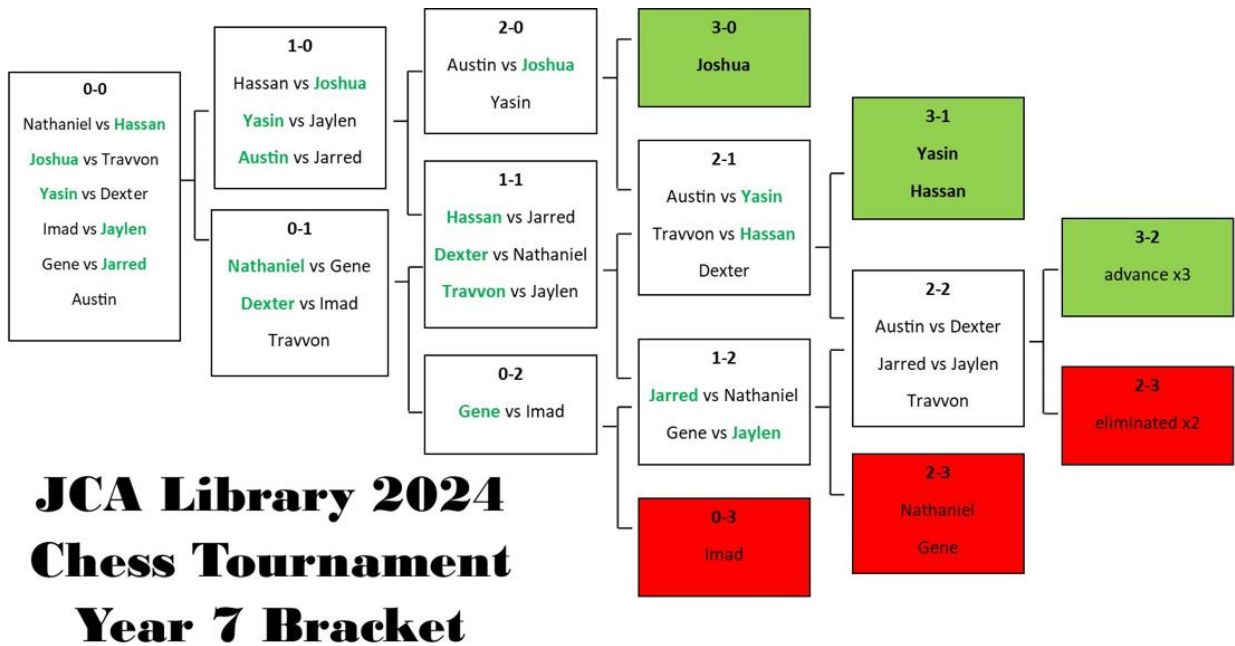 0-0
Nathaniel vs Hassan
Joshua vs Travvon
Yasin vs Dexter
Imad vs Jaylen
Gene vs Jarred
Austin
1-0
Hassan vs Joshua
Yasin vs Jaylen
Austin vs Jarred
0-1
Nathaniel vs Gene
Dexter vs Imad
Travvon
2-0
Austin vs Joshua
Yasin
1-1
Hassan vs Jarred
Dexter vs Nathaniel
Travvon vs Jaylen
0-2
Gene vs Imad
3-0
Joshua
2-1
Austin vs Yasin
Travvon vs Hassan
Dexter
1-2
Jarred vs Nathaniel
Gene vs Jaylen
0-3
Imad
3-1
Yasin
Hassan
2-2
Austin vs Dexter
Jarred vs Jaylen
Travvon
2-3
Nathaniel
Gene
3-2
advance x3
2-3
eliminated x2
JCA Library 2024
Chess Tournament
Year 7 Bracket